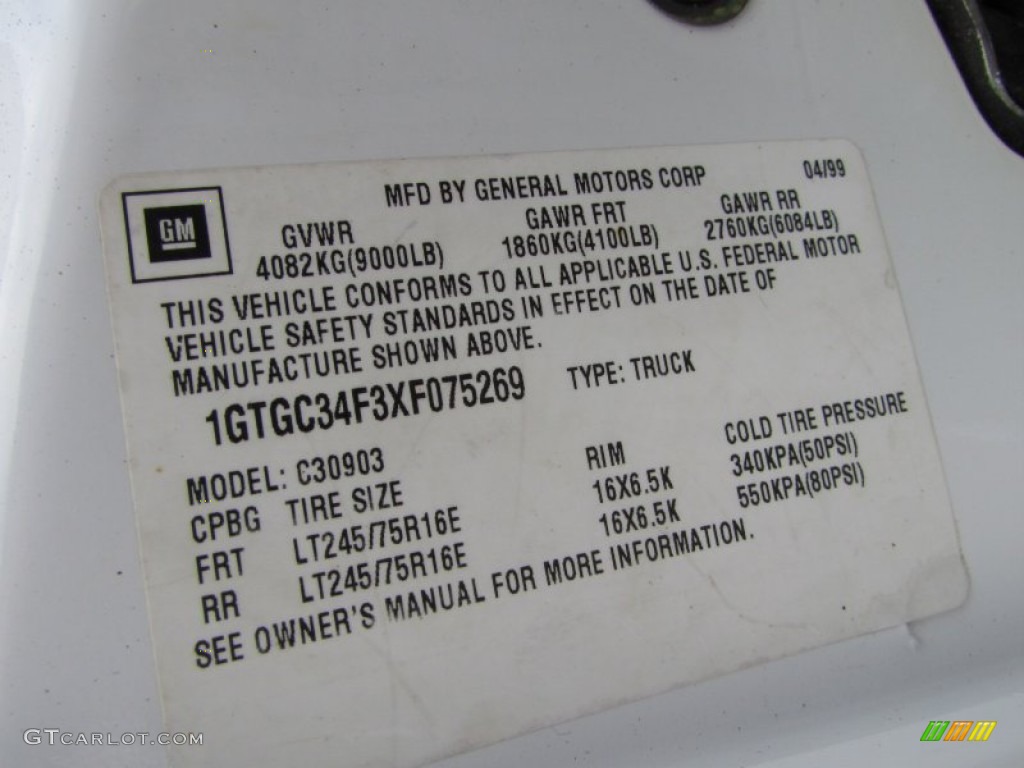 MFD BY GENERAL MOTORS CORP 04/99
GM
GVWR GAWR FRT GAWR RR
4082KG(9000LB) 1860KG(4100LB) 2760KG(6084LB)
THIS VEHICLE CONFORMS TO ALL APPLICABLE U.S. FEDERAL MOTOR
VEHICLE SAFETY STANDARDS IN EFFECT ON THE DATE OF
MANUFACTURE SHOWN ABOVE.
1GTGC34F3XF075269 TYPE: TRUCK
MODEL: C30903
CPBG TIRE SIZE RIM COLD TIRE PRESSURE
FRT LT245/75R16E 16X6.5K 340KPA(50PSI)
RR LT245/75R16E 16X6.5K 550KPA(80PSI)
SEE OWNER'S MANUAL FOR MORE INFORMATION.
GTCARLOT.COM